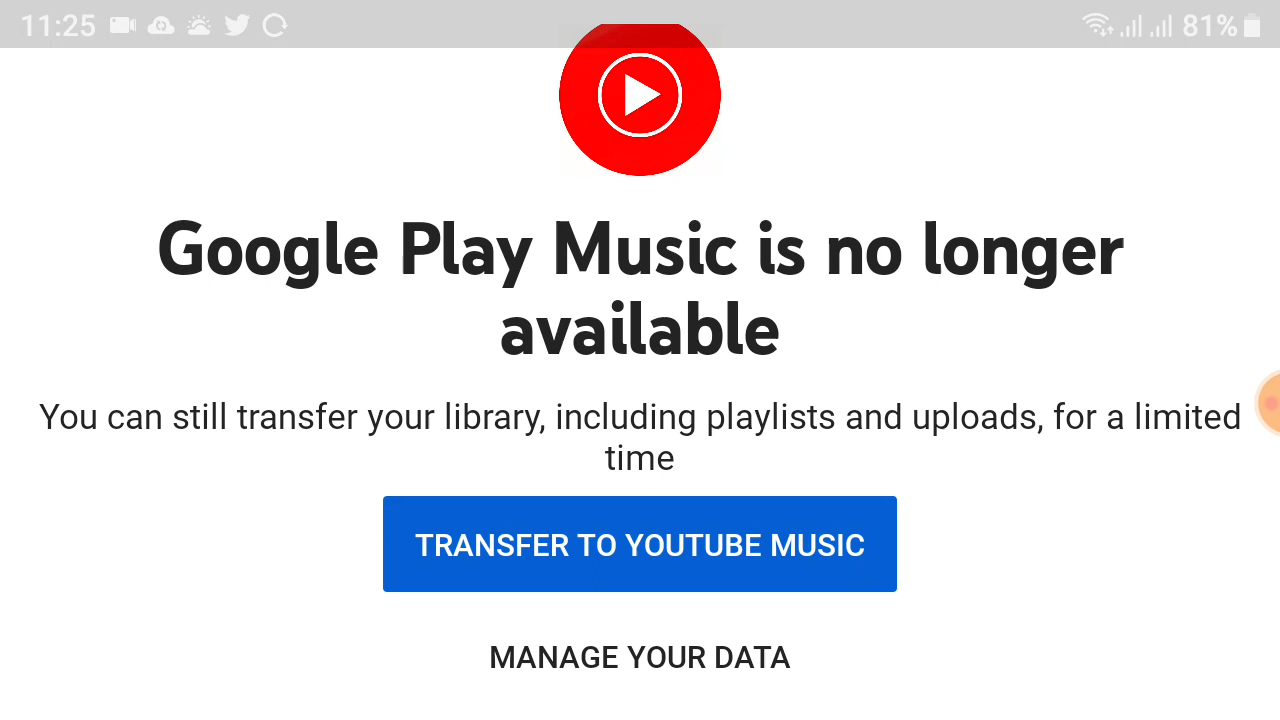 11:25 81%
Google Play Music is no longer
available
You can still transfer your library, including playlists and uploads, for a limited
time
TRANSFER TO YOUTUBE MUSIC
MANAGE YOUR DATA